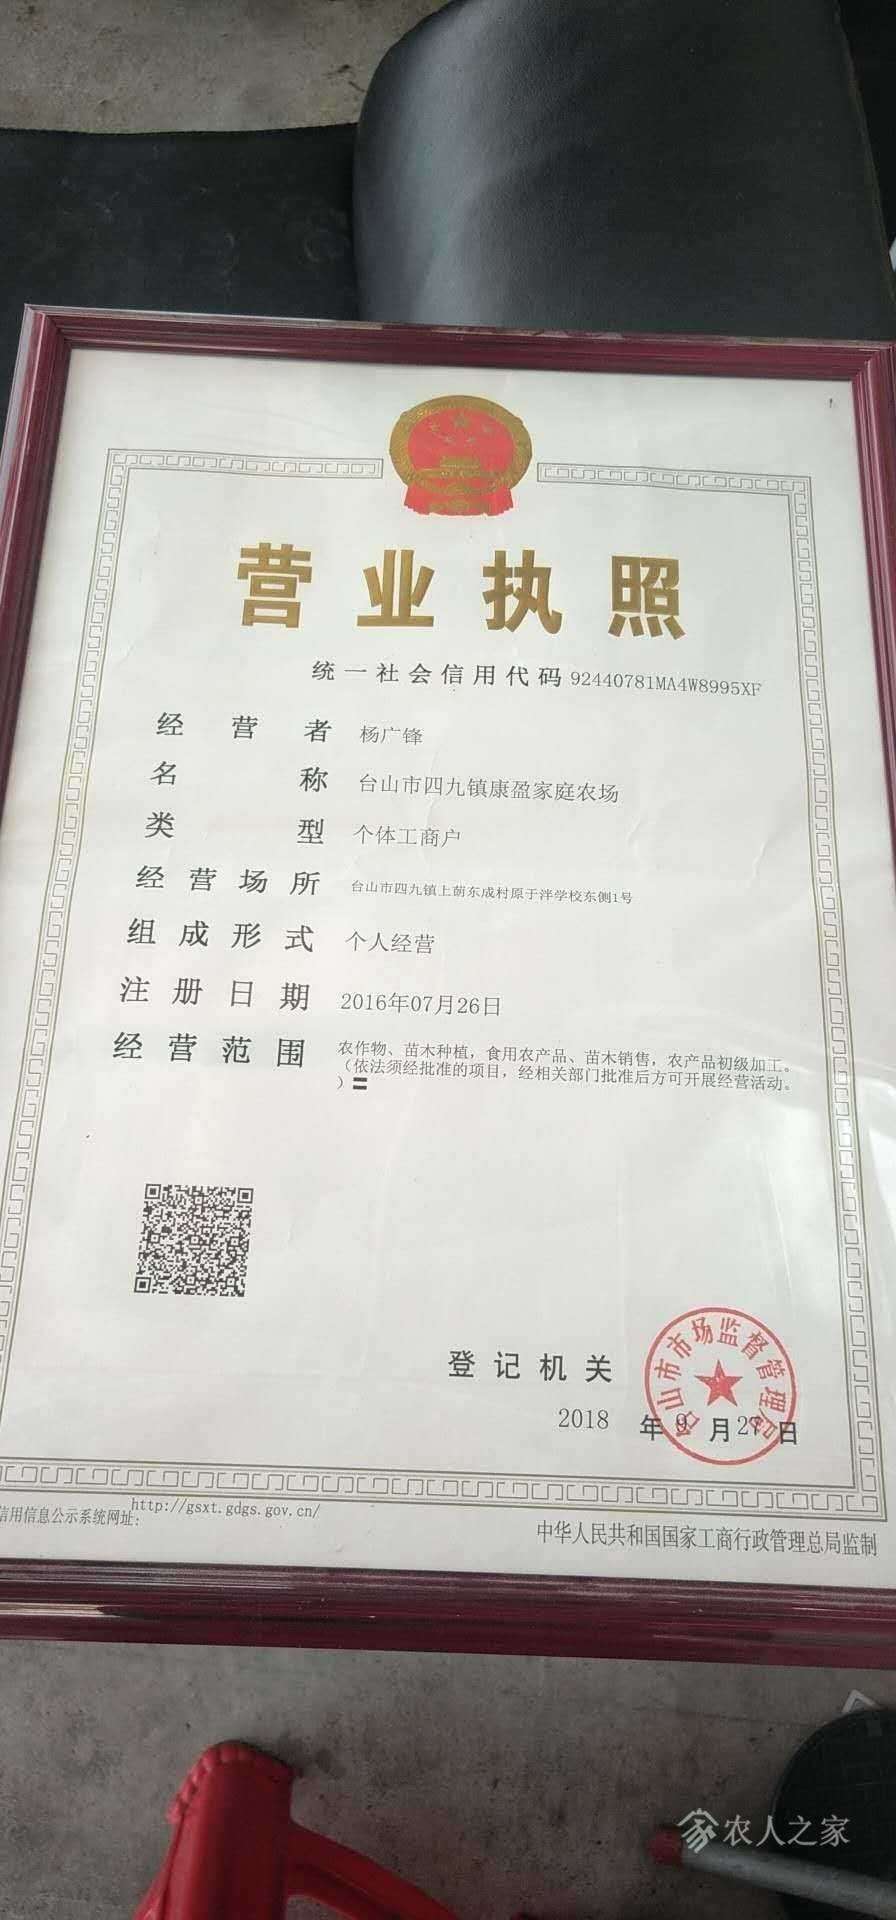 营业执照
统一社会信用代码 92440781MA4W8995XF
经营者 杨广锋
名称 台山市四九镇康盈家庭农场
类型 个体工商户
经营场所 台山市四九镇上朗东成村原于泮学校东侧1号
组成形式 个人经营
注册日期 2016年07月26日
经营范围 农作物、苗木种植，食用农产品、苗木销售，农产品初级加工。
（依法须经批准的项目，经相关部门批准后方可开展经营活动。
）〓
登记机关
台山市市场监督管理局
2018 年 9 月 27 日
信用信息公示系统网址：http://gsxt.gdgs.gov.cn/
中华人民共和国国家工商行政管理总局监制
农人之家